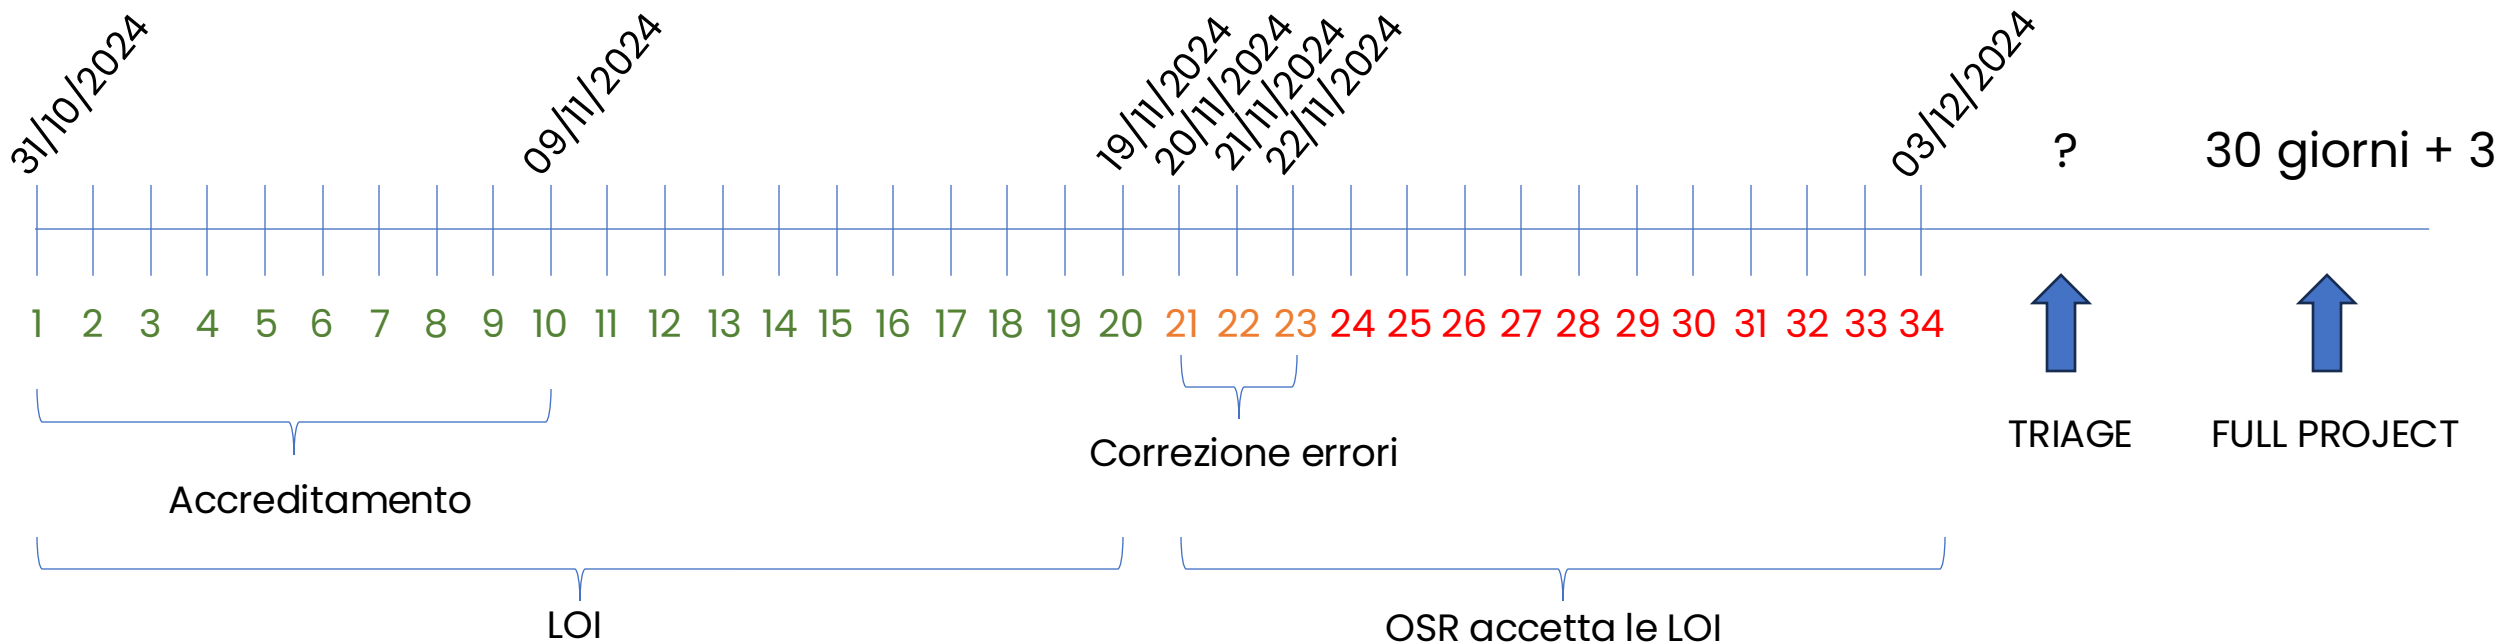 31/10/2024 09/11/2024 19/11/2024 20/11/2024 21/11/2024 22/11/2024 03/12/2024
? 30 giorni + 3
1 2 3 4 5 6 7 8 9 10 11 12 13 14 15 16 17 18 19 20 21 22 23 24 25 26 27 28 29 30 31 32 33 34
TRIAGE FULL PROJECT
Correzione errori
Accreditamento
LOI OSR accetta le LOI